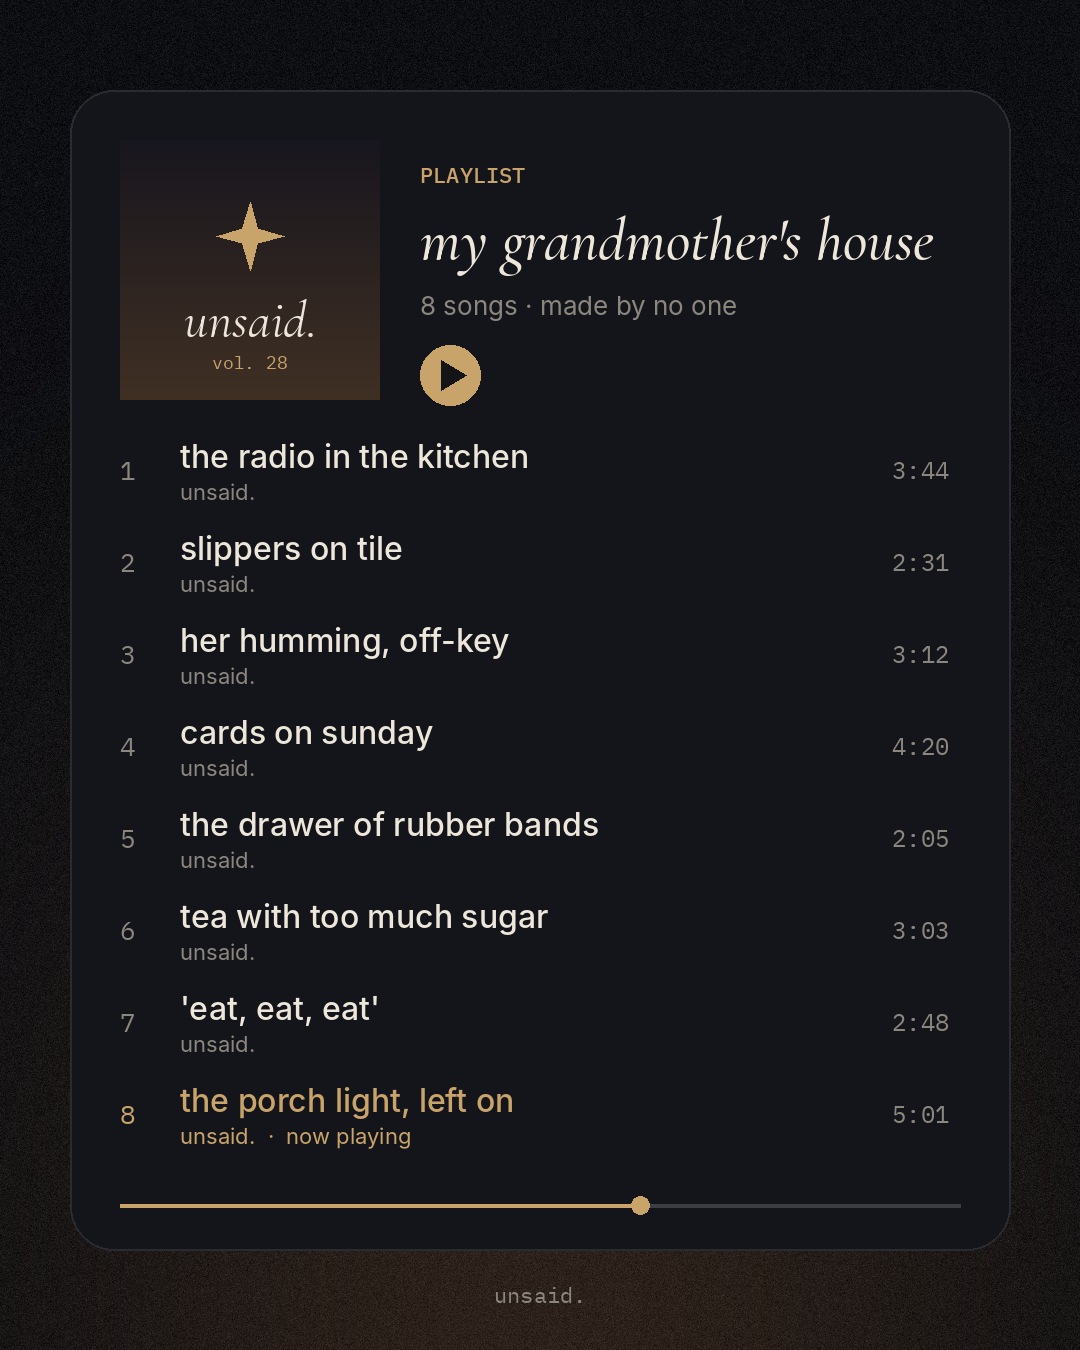 unsaid.
vol. 28
PLAYLIST
my grandmother's house
8 songs · made by no one
1 the radio in the kitchen 3:44
unsaid.
2 slippers on tile 2:31
unsaid.
3 her humming, off-key 3:12
unsaid.
4 cards on sunday 4:20
unsaid.
5 the drawer of rubber bands 2:05
unsaid.
6 tea with too much sugar 3:03
unsaid.
7 'eat, eat, eat' 2:48
unsaid.
8 the porch light, left on 5:01
unsaid. · now playing
unsaid.